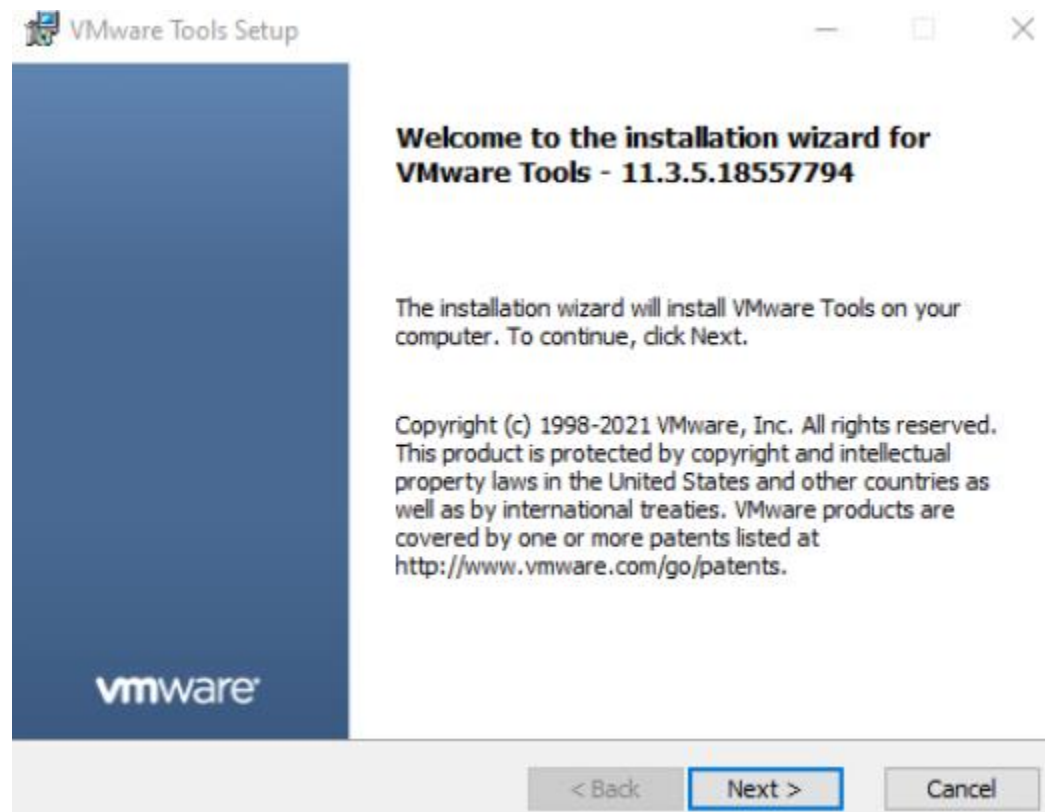 VMware Tools Setup
Welcome to the installation wizard for
VMware Tools - 11.3.5.18557794
The installation wizard will install VMware Tools on your
computer. To continue, click Next.
Copyright (c) 1998-2021 VMware, Inc. All rights reserved.
This product is protected by copyright and intellectual
property laws in the United States and other countries as
well as by international treaties. VMware products are
covered by one or more patents listed at
http://www.vmware.com/go/patents.
vmware
< Back Next > Cancel